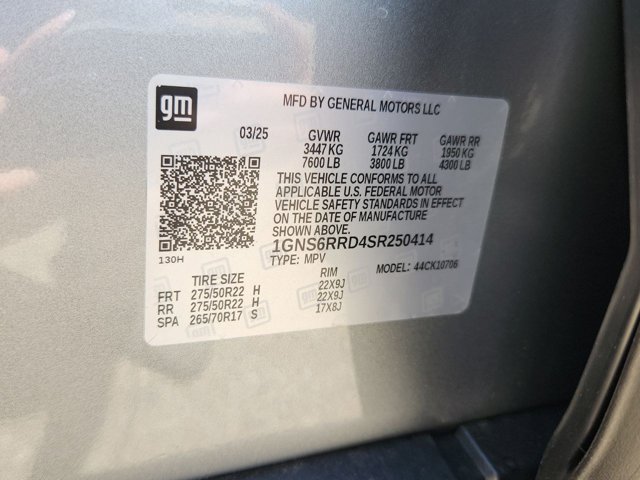 gm
MFD BY GENERAL MOTORS LLC
03/25 GVWR GAWR FRT GAWR RR
3447 KG 1724 KG 1950 KG
7600 LB 3800 LB 4300 LB
THIS VEHICLE CONFORMS TO ALL
APPLICABLE U.S. FEDERAL MOTOR
VEHICLE SAFETY STANDARDS IN EFFECT
ON THE DATE OF MANUFACTURE
SHOWN ABOVE.
1GNS6RRD4SR250414
130H
TYPE: MPV MODEL: 44CK10706
TIRE SIZE RIM
FRT 275/50R22 H 22X9J
RR 275/50R22 H 22X9J
SPA 265/70R17 S 17X8J